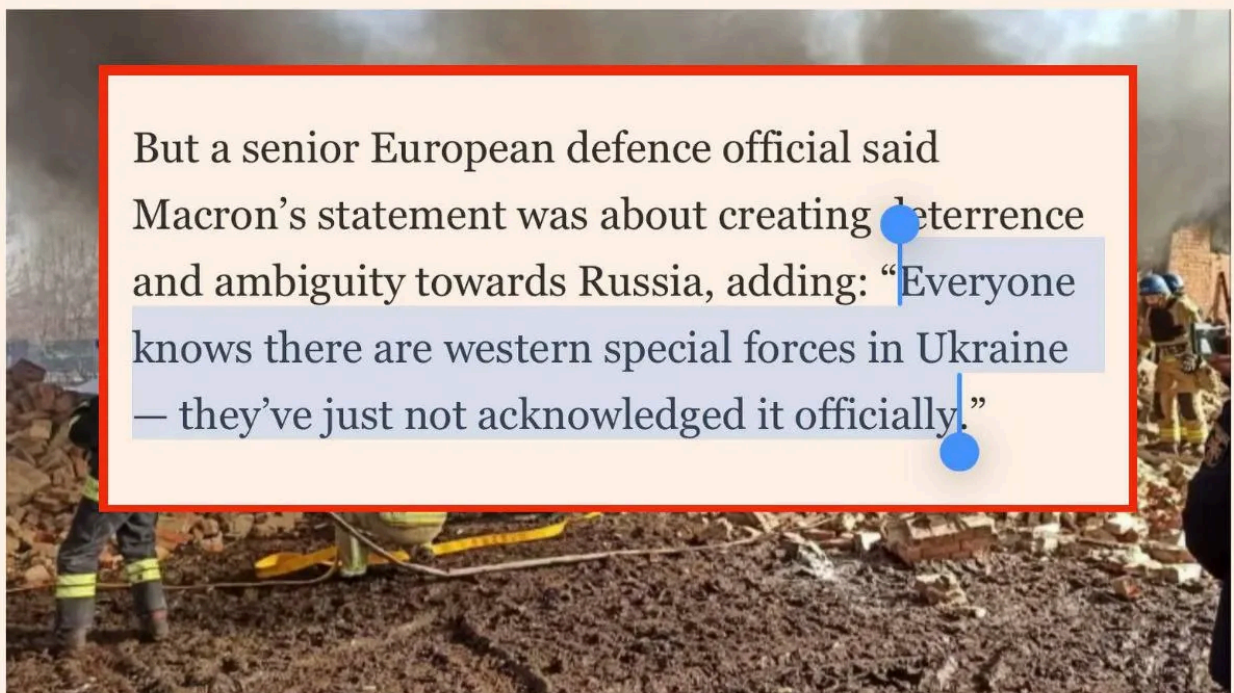 But a senior European defence official said
Macron’s statement was about creating deterrence
and ambiguity towards Russia, adding: “Everyone
knows there are western special forces in Ukraine
— they’ve just not acknowledged it officially.”